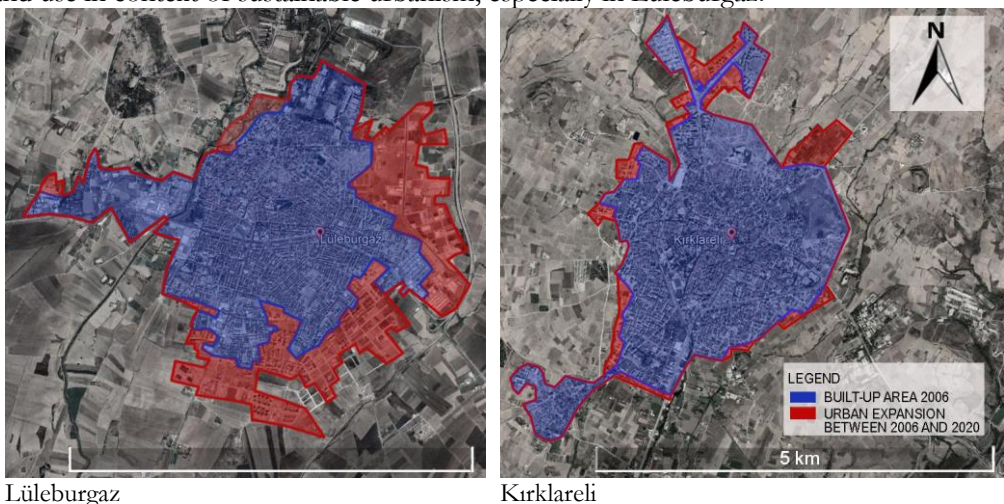 and use in content of sustainable urbanism, especially in Lüleburgaz.
Lüleburgaz
Kırklareli
N
LEGEND
BUILT-UP AREA 2006
URBAN EXPANSION
BETWEEN 2006 AND 2020
5 km
Lüleburgaz
Kırklareli